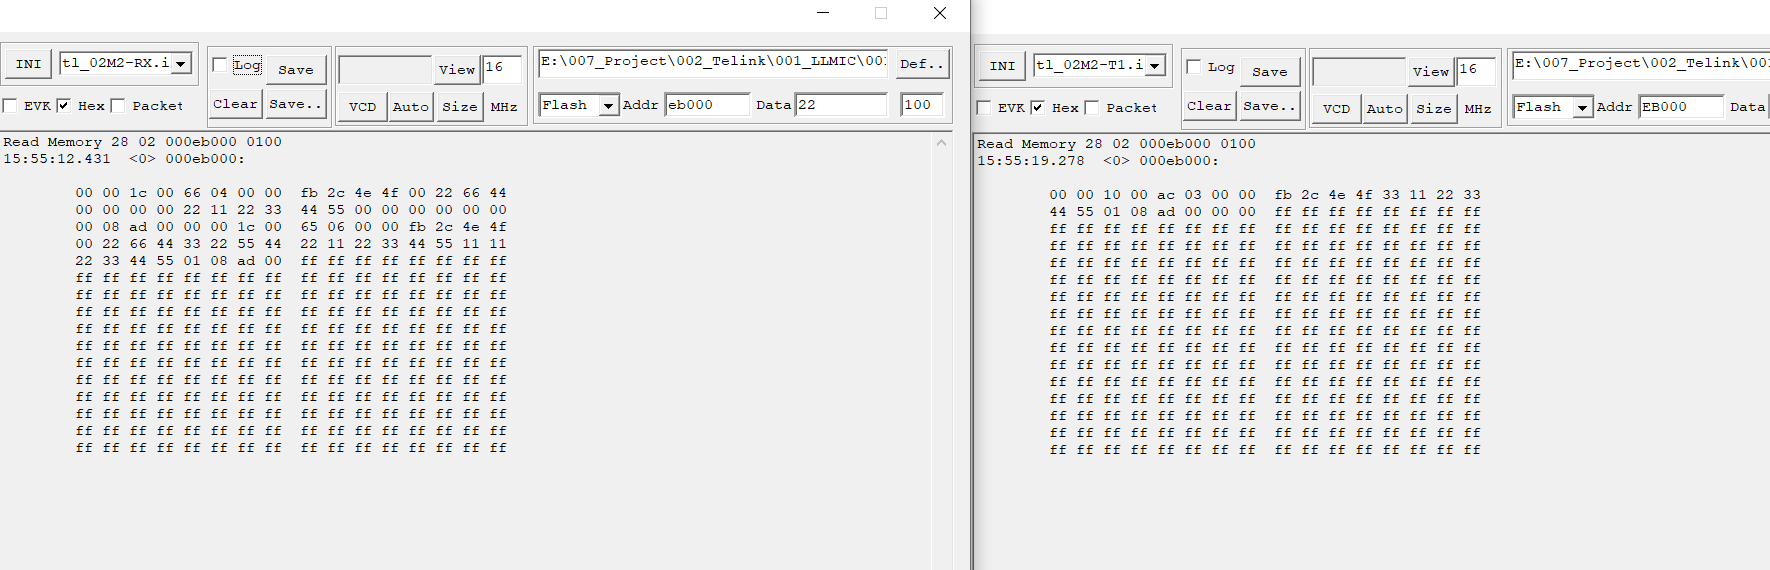 INI tl_02M2-RX.i Log Save View 16 E:\007_Project\002_Telink\001_LLMIC\00: Def..
EVK Hex Packet Clear Save.. VCD Auto Size MHz Flash Addr eb000 Data 22 100
Read Memory 28 02 000eb000 0100
15:55:12.431 <0> 000eb000:
00 00 1c 00 66 04 00 00 fb 2c 4e 4f 00 22 66 44
00 00 00 00 22 11 22 33 44 55 00 00 00 00 00 00
00 08 ad 00 00 00 1c 00 65 06 00 00 fb 2c 4e 4f
00 22 66 44 33 22 55 44 22 11 22 33 44 55 11 11
22 33 44 55 01 08 ad 00 ff ff ff ff ff ff ff ff
ff ff ff ff ff ff ff ff ff ff ff ff ff ff ff ff
ff ff ff ff ff ff ff ff ff ff ff ff ff ff ff ff
ff ff ff ff ff ff ff ff ff ff ff ff ff ff ff ff
ff ff ff ff ff ff ff ff ff ff ff ff ff ff ff ff
ff ff ff ff ff ff ff ff ff ff ff ff ff ff ff ff
ff ff ff ff ff ff ff ff ff ff ff ff ff ff ff ff
ff ff ff ff ff ff ff ff ff ff ff ff ff ff ff ff
ff ff ff ff ff ff ff ff ff ff ff ff ff ff ff ff
ff ff ff ff ff ff ff ff ff ff ff ff ff ff ff ff
ff ff ff ff ff ff ff ff ff ff ff ff ff ff ff ff
ff ff ff ff ff ff ff ff ff ff ff ff ff ff ff ff
INI tl_02M2-T1.i Log Save View 16 E:\007_Project\002_Telink\00
EVK Hex Packet Clear Save.. VCD Auto Size MHz Flash Addr EB000 Data
Read Memory 28 02 000eb000 0100
15:55:19.278 <0> 000eb000:
00 00 10 00 ac 03 00 00 fb 2c 4e 4f 33 11 22 33
44 55 01 08 ad 00 00 00 ff ff ff ff ff ff ff ff
ff ff ff ff ff ff ff ff ff ff ff ff ff ff ff ff
ff ff ff ff ff ff ff ff ff ff ff ff ff ff ff ff
ff ff ff ff ff ff ff ff ff ff ff ff ff ff ff ff
ff ff ff ff ff ff ff ff ff ff ff ff ff ff ff ff
ff ff ff ff ff ff ff ff ff ff ff ff ff ff ff ff
ff ff ff ff ff ff ff ff ff ff ff ff ff ff ff ff
ff ff ff ff ff ff ff ff ff ff ff ff ff ff ff ff
ff ff ff ff ff ff ff ff ff ff ff ff ff ff ff ff
ff ff ff ff ff ff ff ff ff ff ff ff ff ff ff ff
ff ff ff ff ff ff ff ff ff ff ff ff ff ff ff ff
ff ff ff ff ff ff ff ff ff ff ff ff ff ff ff ff
ff ff ff ff ff ff ff ff ff ff ff ff ff ff ff ff
ff ff ff ff ff ff ff ff ff ff ff ff ff ff ff ff
ff ff ff ff ff ff ff ff ff ff ff ff ff ff ff ff